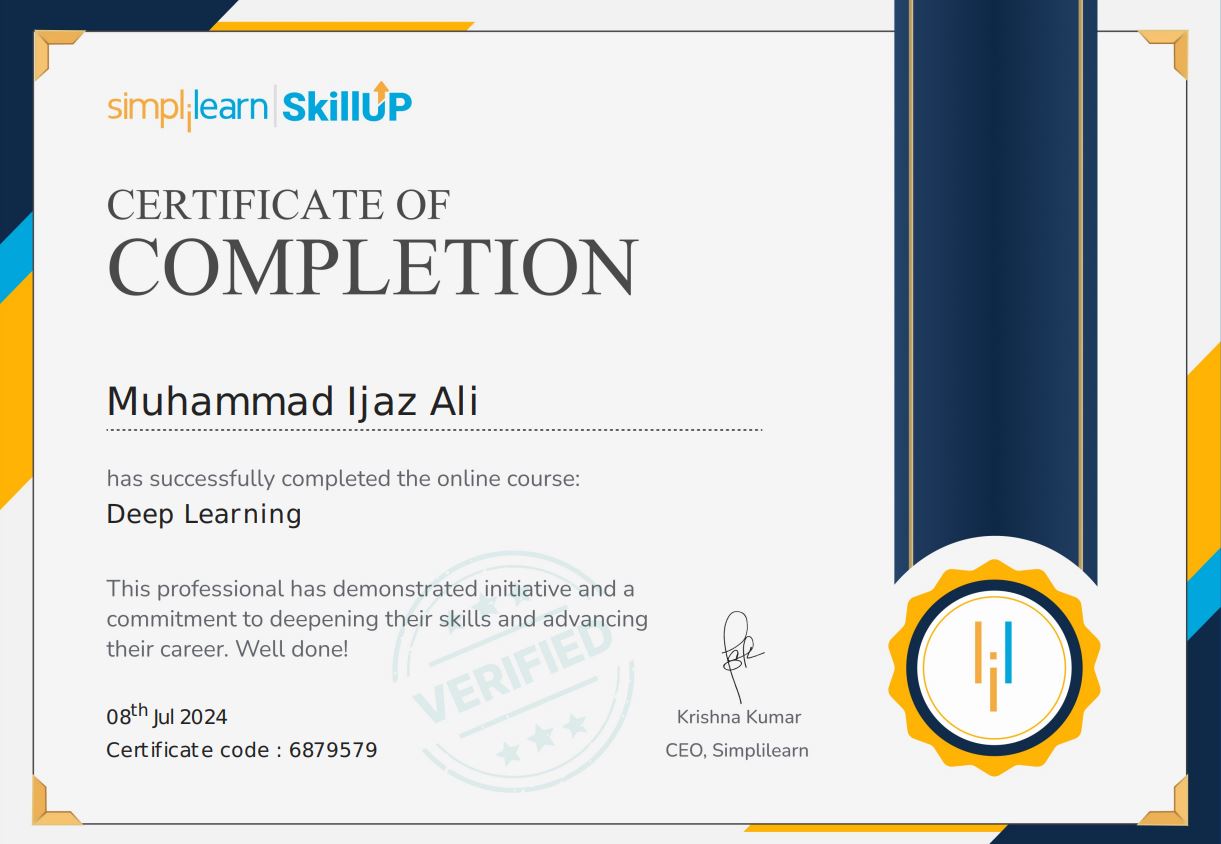 simplilearn | SkillUP
CERTIFICATE OF
COMPLETION
Muhammad Ijaz Ali
has successfully completed the online course:
Deep Learning
This professional has demonstrated initiative and a
commitment to deepening their skills and advancing
their career. Well done!
VERIFIED
08th Jul 2024
Certificate code : 6879579
Krishna Kumar
CEO, Simplilearn